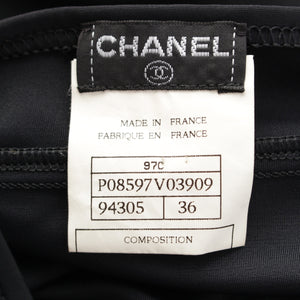 CHANEL
MADE IN FRANCE
FABRIQUE EN FRANCE
97C
P08597V03909
94305 36
COMPOSITION